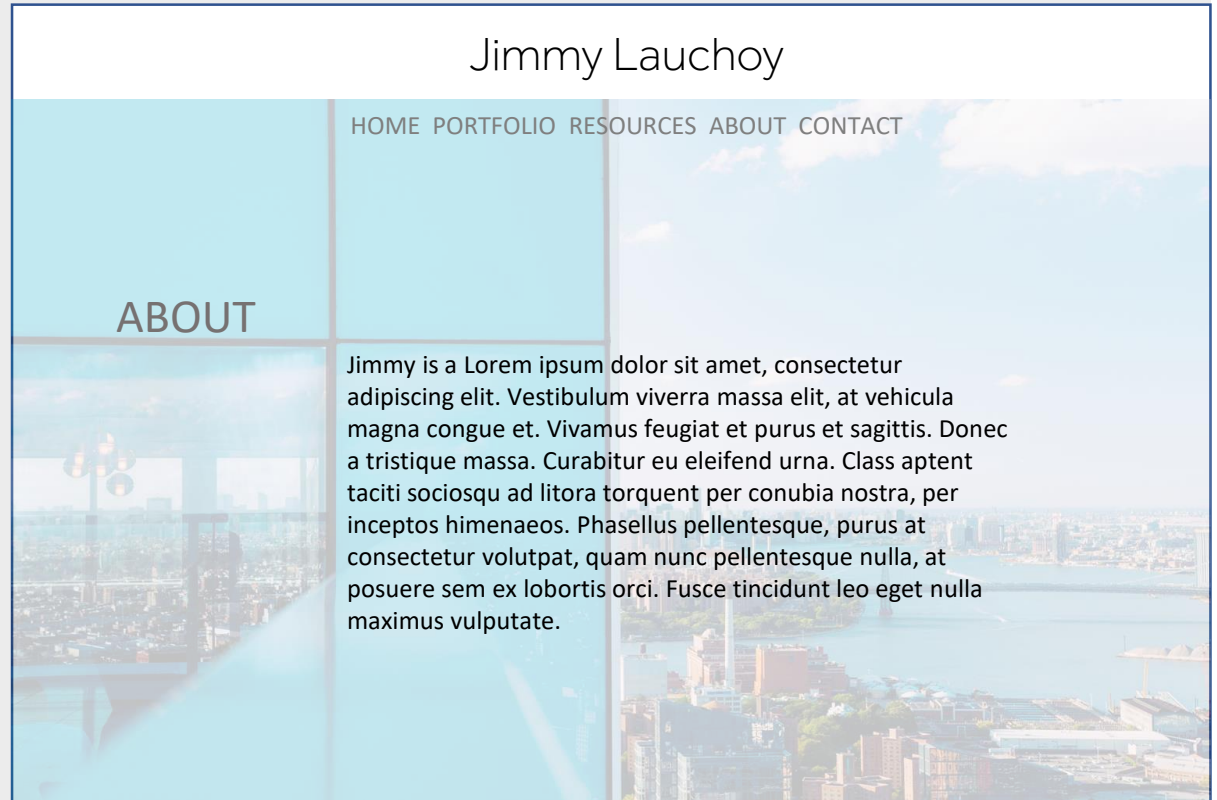 Jimmy Lauchoy
HOME PORTFOLIO RESOURCES ABOUT CONTACT
ABOUT
Jimmy is a Lorem ipsum dolor sit amet, consectetur
adipiscing elit. Vestibulum viverra massa elit, at vehicula
magna congue et. Vivamus feugiat et purus et sagittis. Donec
a tristique massa. Curabitur eu eleifend urna. Class aptent
taciti sociosqu ad litora torquent per conubia nostra, per
inceptos himenaeos. Phasellus pellentesque, purus at
consectetur volutpat, quam nunc pellentesque nulla, at
posuere sem ex lobortis orci. Fusce tincidunt leo eget nulla
maximus vulputate.